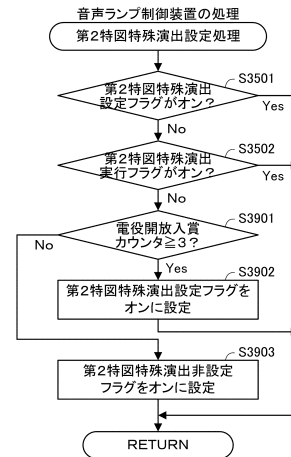 音声ランプ制御装置の処理
第2特図特殊演出設定処理
S3501
第2特図特殊演出
設定フラグがオン?
Yes
No
S3502
第2特図特殊演出
実行フラグがオン?
Yes
No
S3901
電役開放入賞
カウンタ≧3?
No
Yes
S3902
第2特図特殊演出設定フラグを
オンに設定
S3903
第2特図特殊演出非設定
フラグをオンに設定
RETURN